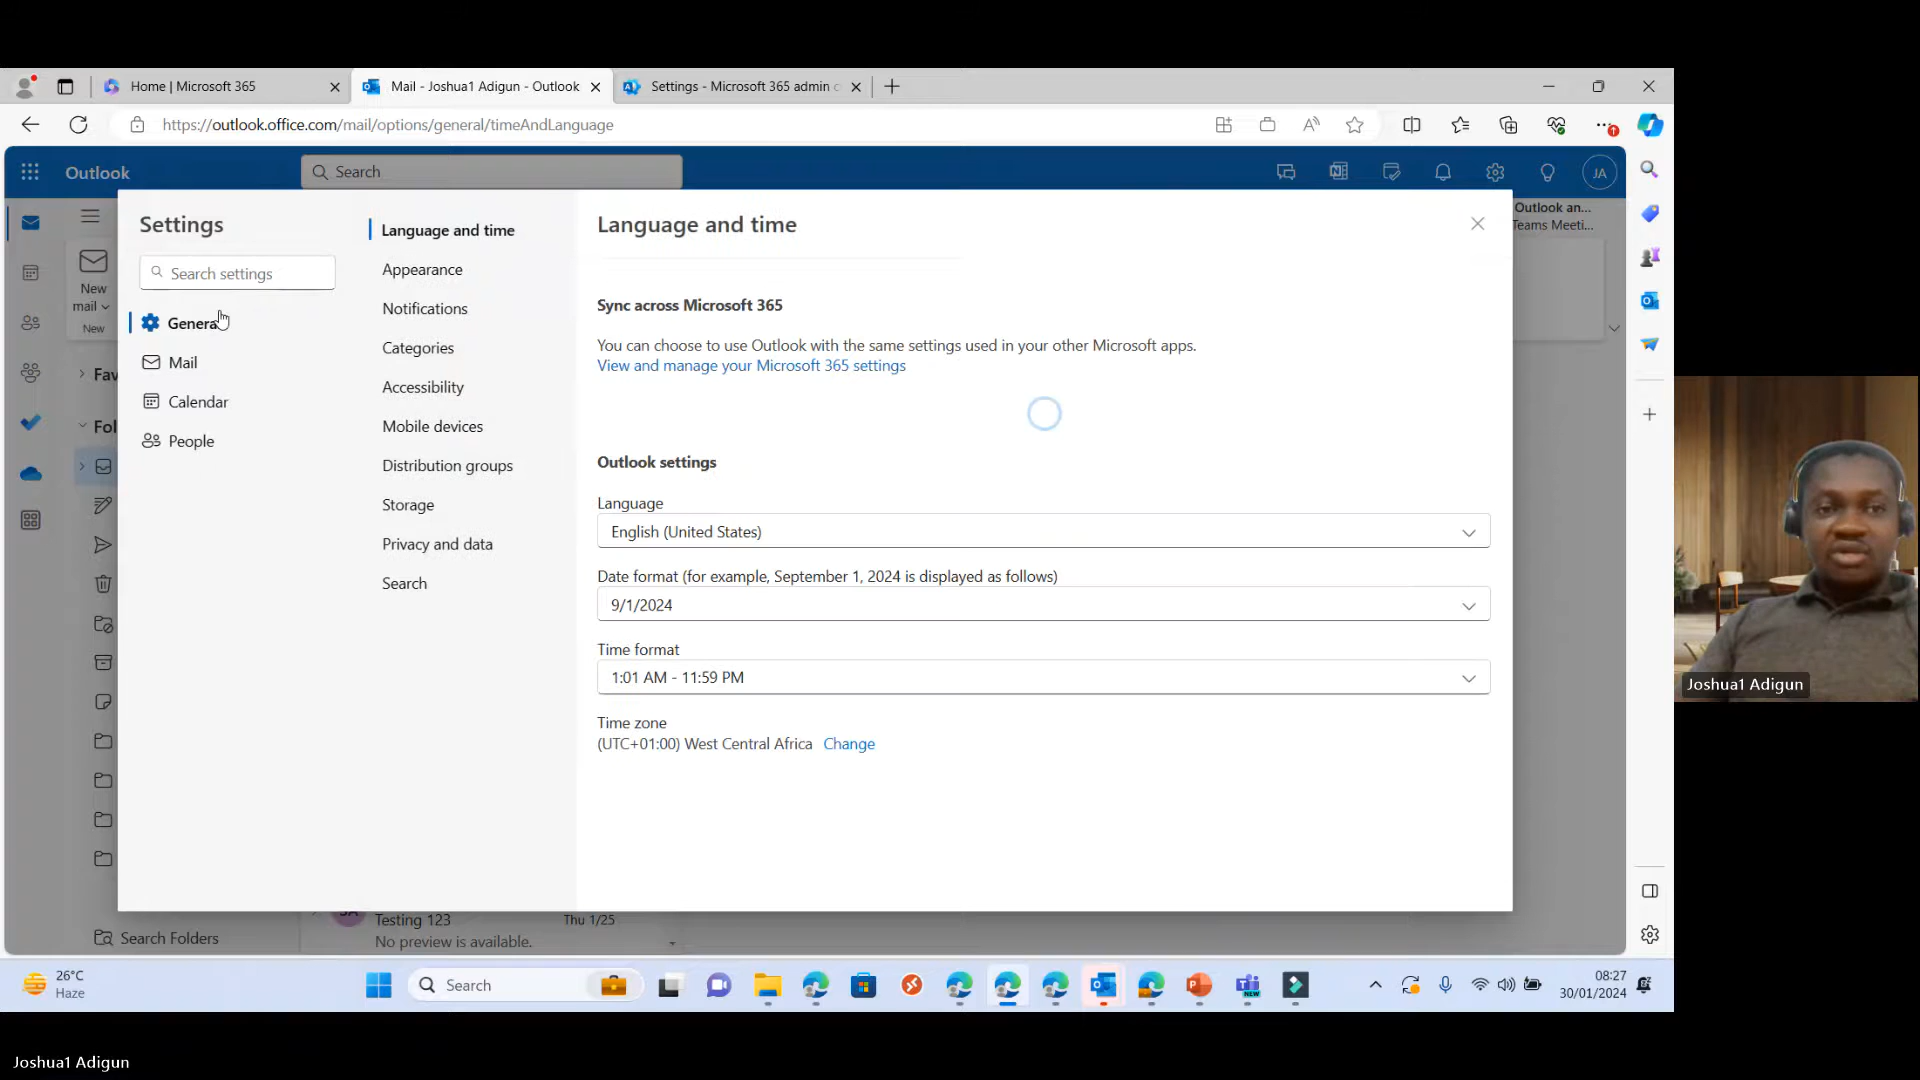 Home | Microsoft 365
Mail - Joshua1 Adigun - Outlook
Settings - Microsoft 365 admin c
https://outlook.office.com/mail/options/general/timeAndLanguage
Outlook
Search
JA
New
mail
New
Fav
Fol
Search Folders
Outlook an...
Teams Meeti...
Settings
Search settings
General
Mail
Calendar
People
Language and time
Appearance
Notifications
Categories
Accessibility
Mobile devices
Distribution groups
Storage
Privacy and data
Search
Language and time
Sync across Microsoft 365
You can choose to use Outlook with the same settings used in your other Microsoft apps.
View and manage your Microsoft 365 settings
Outlook settings
Language
English (United States)
Date format (for example, September 1, 2024 is displayed as follows)
9/1/2024
Time format
1:01 AM - 11:59 PM
Time zone
(UTC+01:00) West Central Africa Change
Testing 123 Thu 1/25
No preview is available.
26°C
Haze
Search
08:27
30/01/2024
Joshua1 Adigun
Joshua1 Adigun